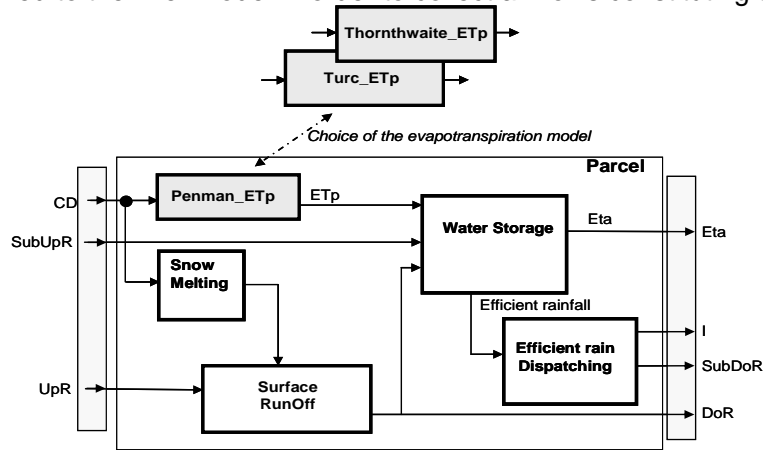 Thornthwaite_ETp
Turc_ETp
Choice of the evapotranspiration model
Parcel
CD
Penman_ETp
ETp
Water Storage
Eta
Eta
SubUpR
Snow
Melting
Efficient rainfall
I
Efficient rain
Dispatching
SubDoR
UpR
Surface
RunOff
DoR